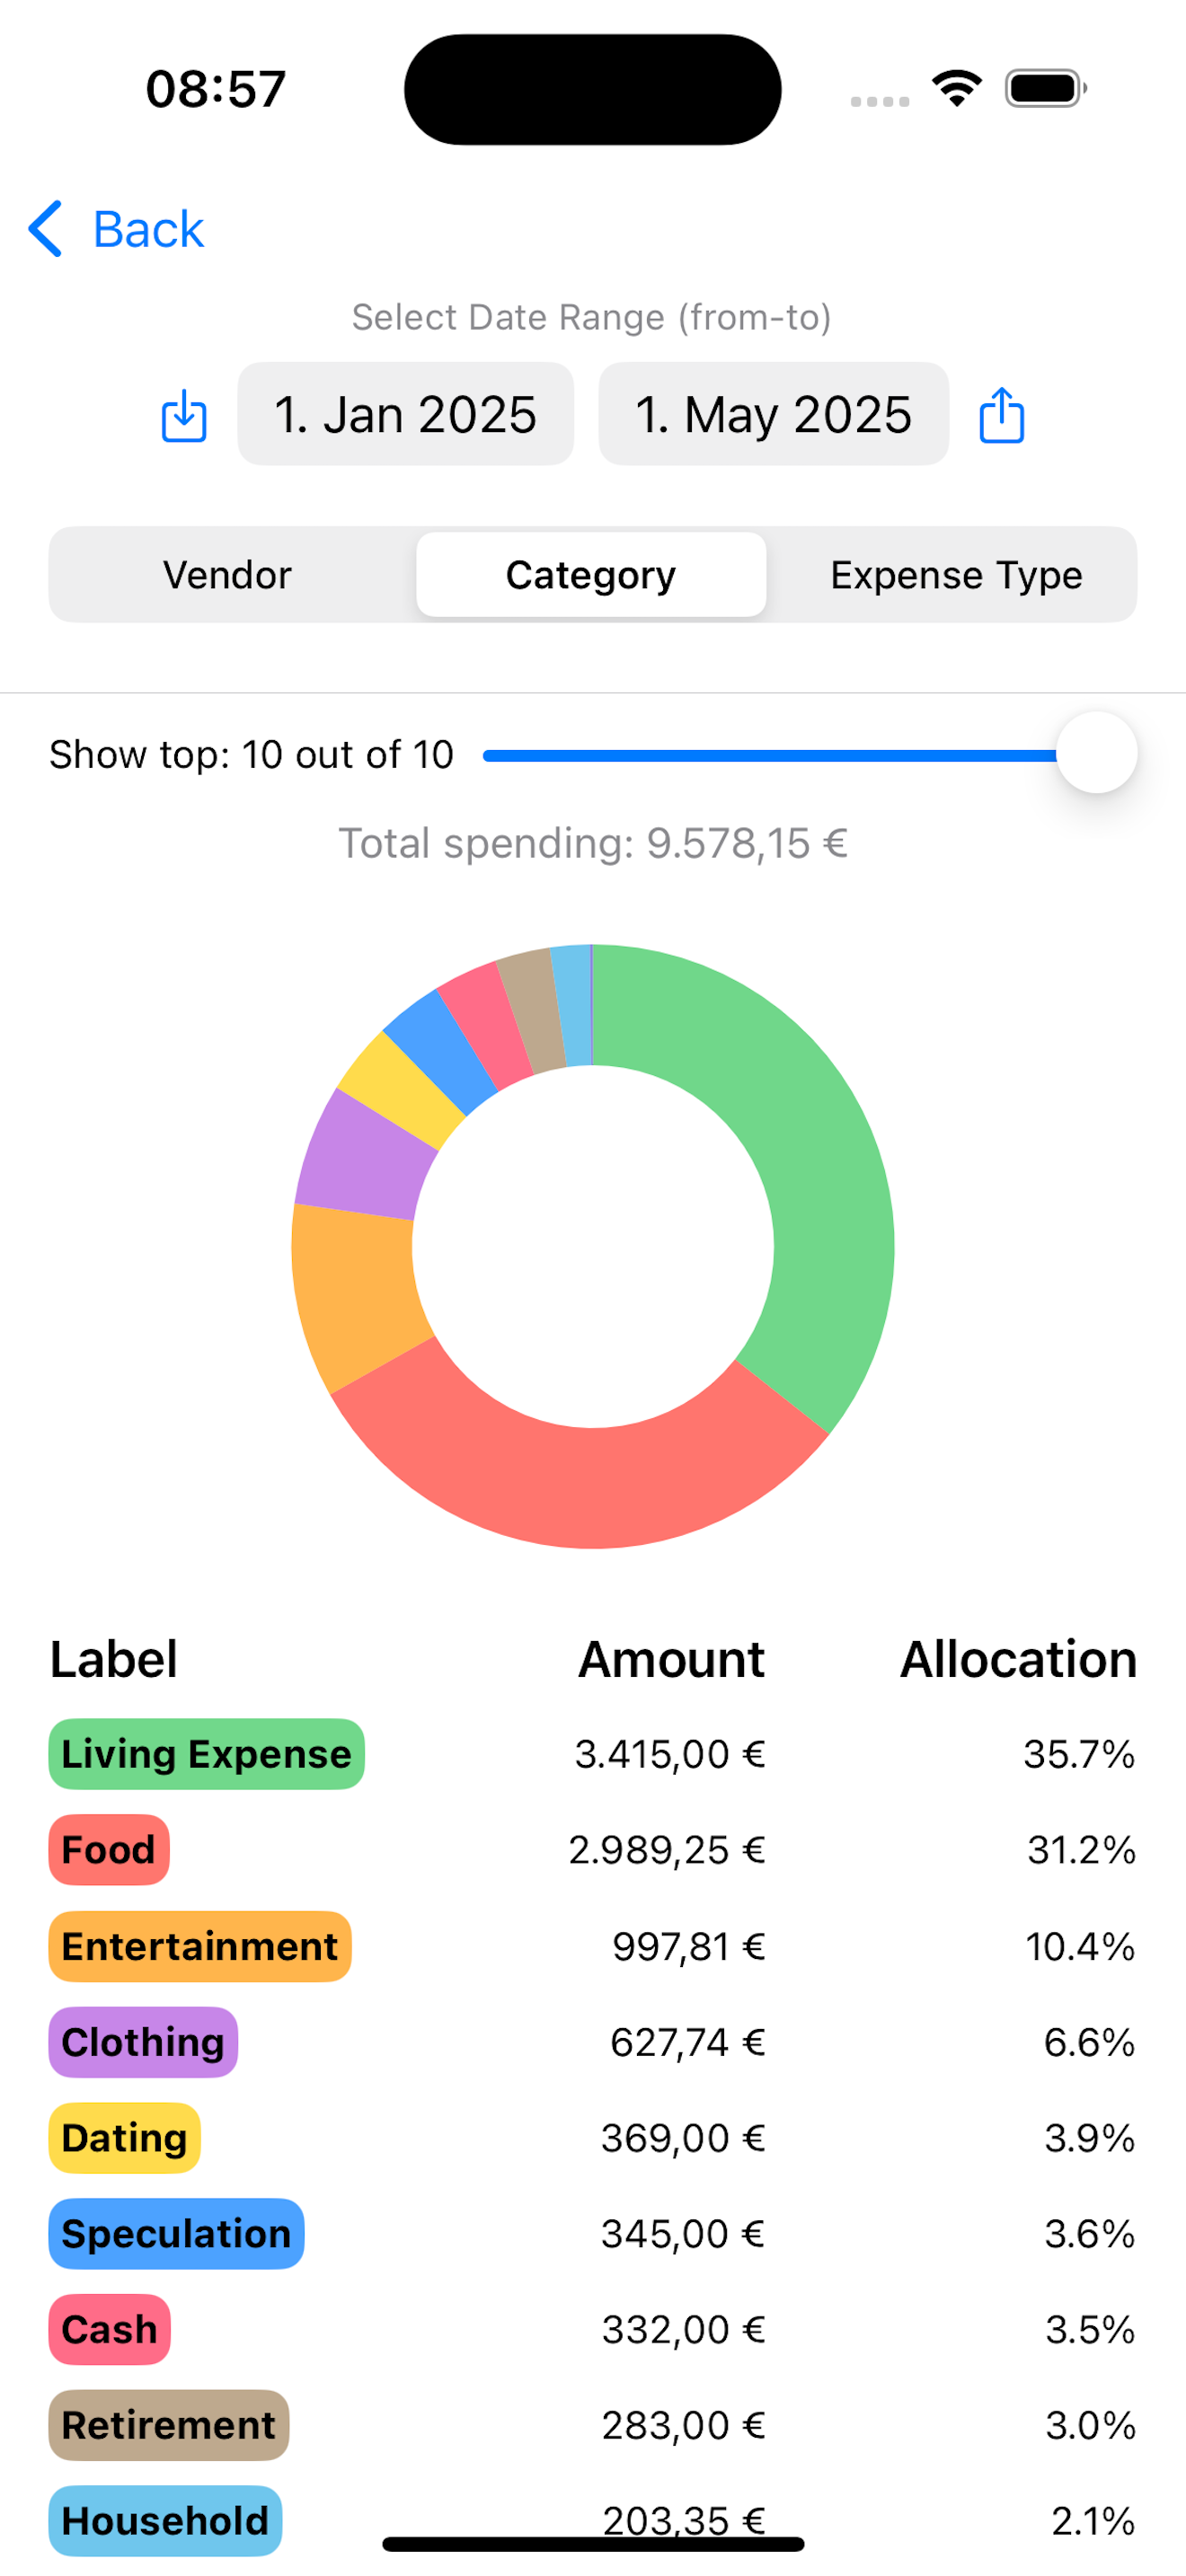 08:57
Back
Select Date Range (from-to)
1. Jan 2025 1. May 2025
Vendor Category Expense Type
Show top: 10 out of 10
Total spending: 9.578,15 €
Label Amount Allocation
Living Expense 3.415,00 € 35.7%
Food 2.989,25 € 31.2%
Entertainment 997,81 € 10.4%
Clothing 627,74 € 6.6%
Dating 369,00 € 3.9%
Speculation 345,00 € 3.6%
Cash 332,00 € 3.5%
Retirement 283,00 € 3.0%
Household 203,35 € 2.1%